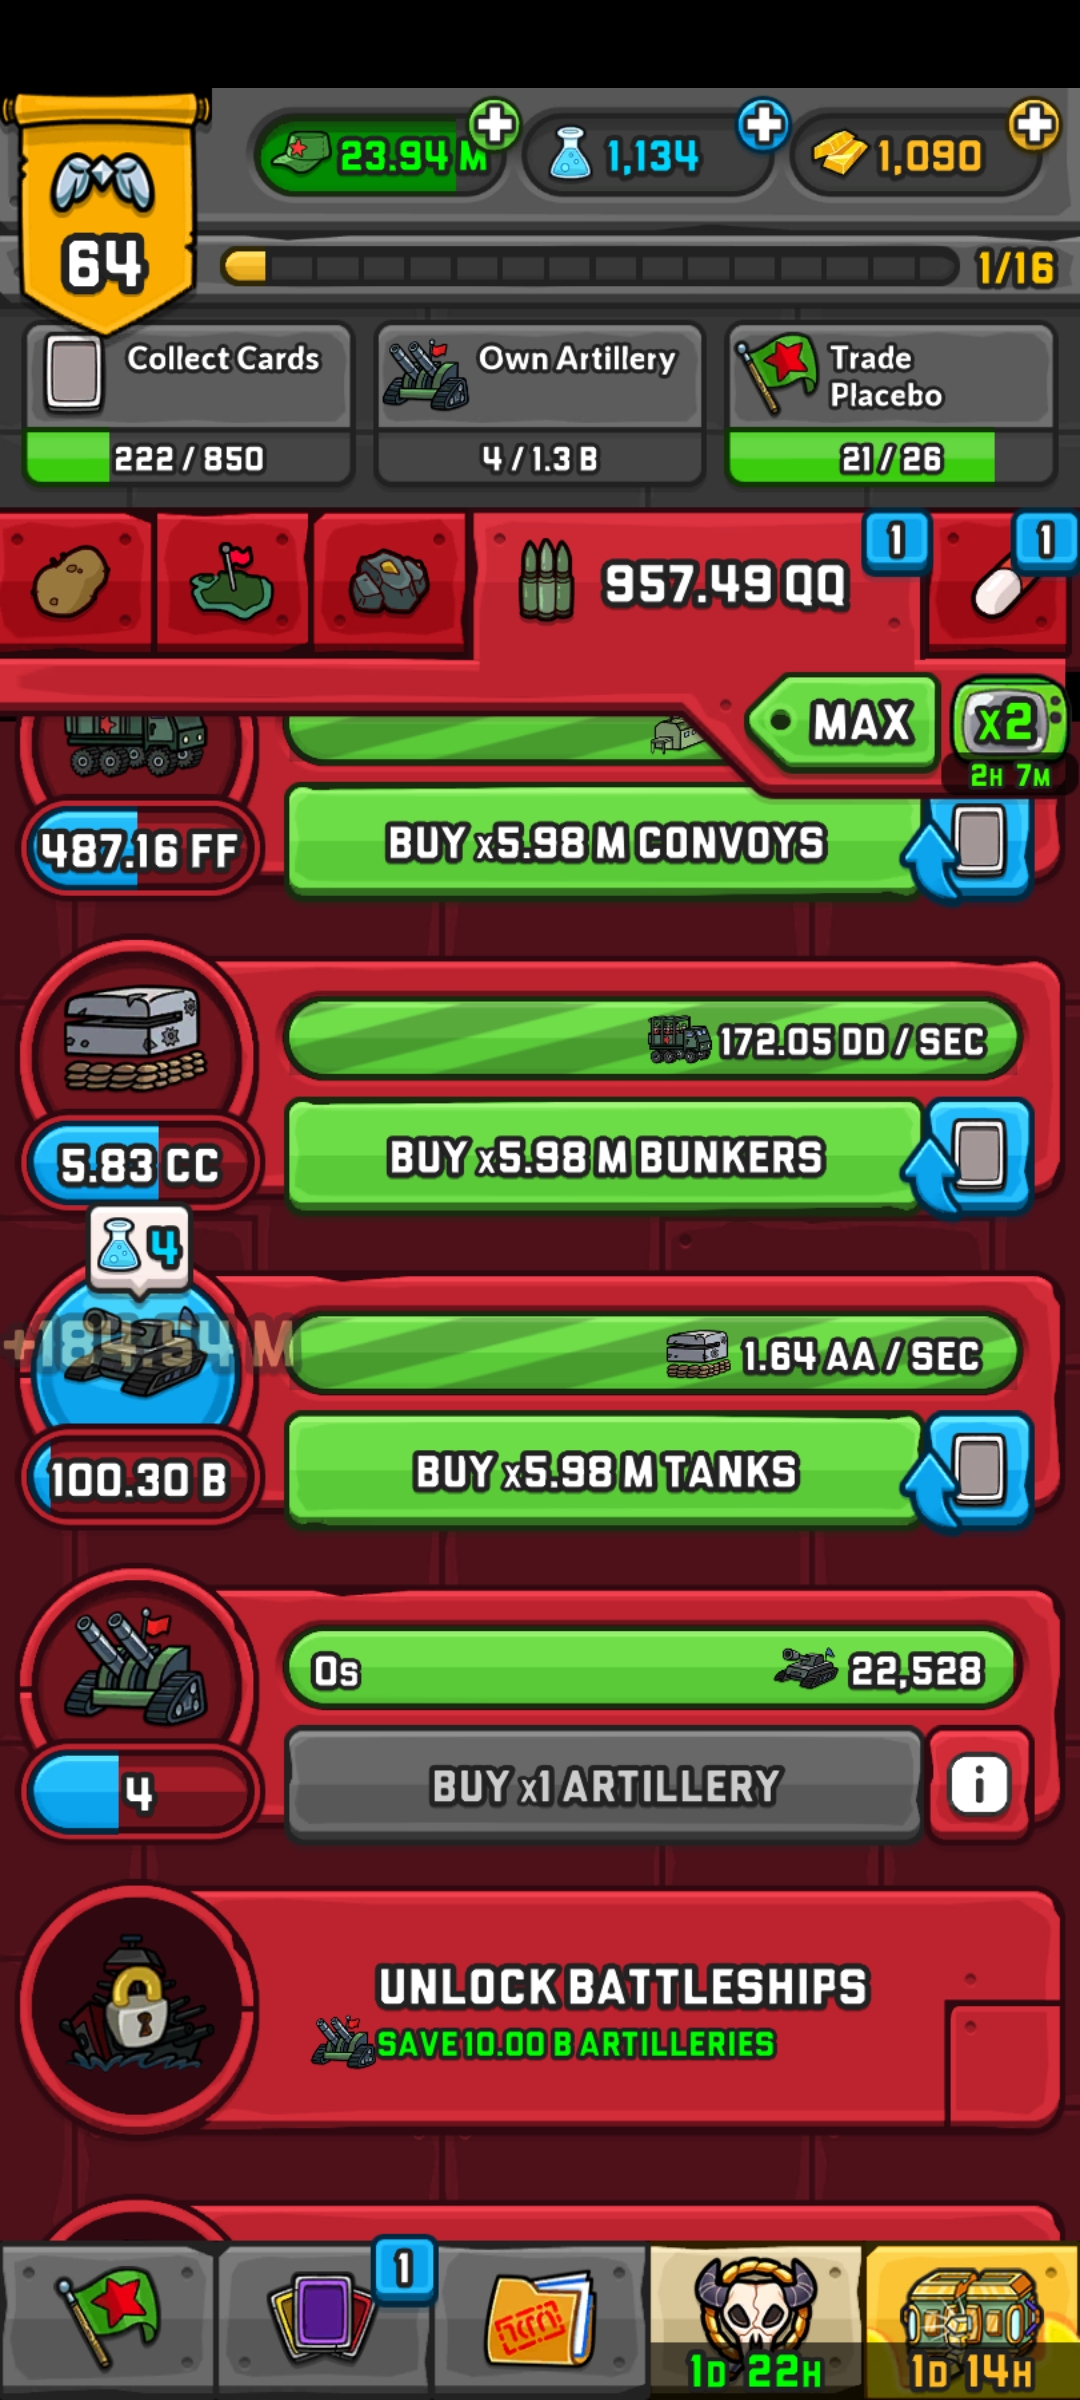 23.94 M
1,134
1,090
64
1/16
Collect Cards
222 / 850
Own Artillery
4 / 1.3 B
Trade
Placebo
21 / 26
957.49 QQ
1
1
MAX
x2
2H 7M
487.16 FF
BUY x5.98 M CONVOYS
172.05 DD / SEC
5.83 CC
BUY x5.98 M BUNKERS
4
+184.54 M
1.64 AA / SEC
100.30 B
BUY x5.98 M TANKS
0s
22,528
4
BUY x1 ARTILLERY
i
UNLOCK BATTLESHIPS
SAVE 10.00 B ARTILLERIES
1
1D 22H
1D 14H